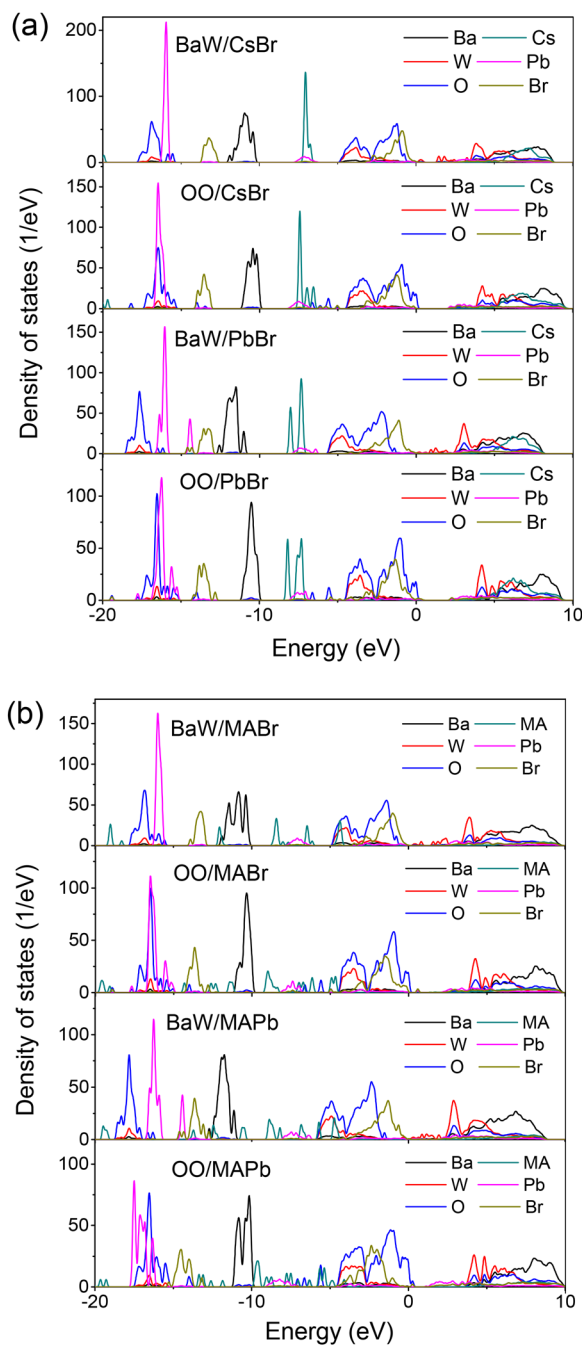 (a)
BaW/CsBr
Ba Cs
W Pb
O Br
200
100
0
OO/CsBr
Ba Cs
W Pb
O Br
150
100
50
0
BaW/PbBr
Ba Cs
W Pb
O Br
150
100
50
0
OO/PbBr
Ba Cs
W Pb
O Br
100
50
0
Density of states (1/eV)
-20 -10 0 10
Energy (eV)
(b)
BaW/MABr
Ba MA
W Pb
O Br
150
100
50
0
OO/MABr
Ba MA
W Pb
O Br
100
50
0
BaW/MAPb
Ba MA
W Pb
O Br
100
50
0
OO/MAPb
Ba MA
W Pb
O Br
100
50
0
Density of states (1/eV)
-20 -10 0 10
Energy (eV)